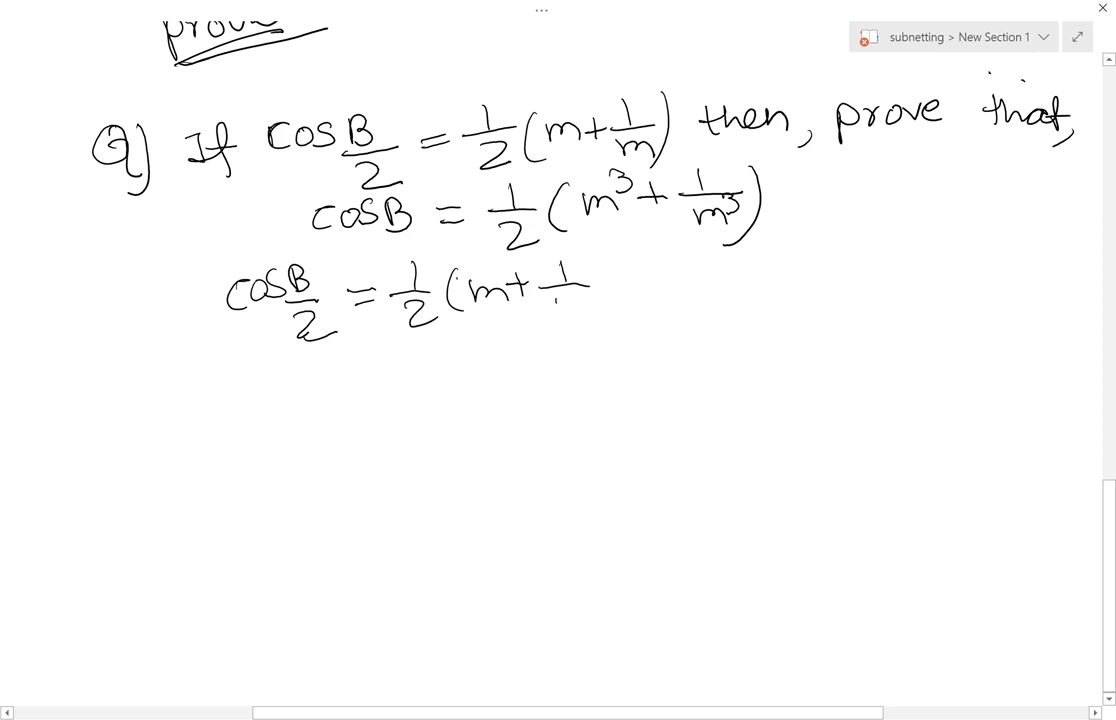 prove
subnetting > New Section 1
Q) If cos B/2 = 1/2 (m + 1/m) then, prove that,
cosB = 1/2 (m³ + 1/m³)
cos B/2 = 1/2 (m + 1